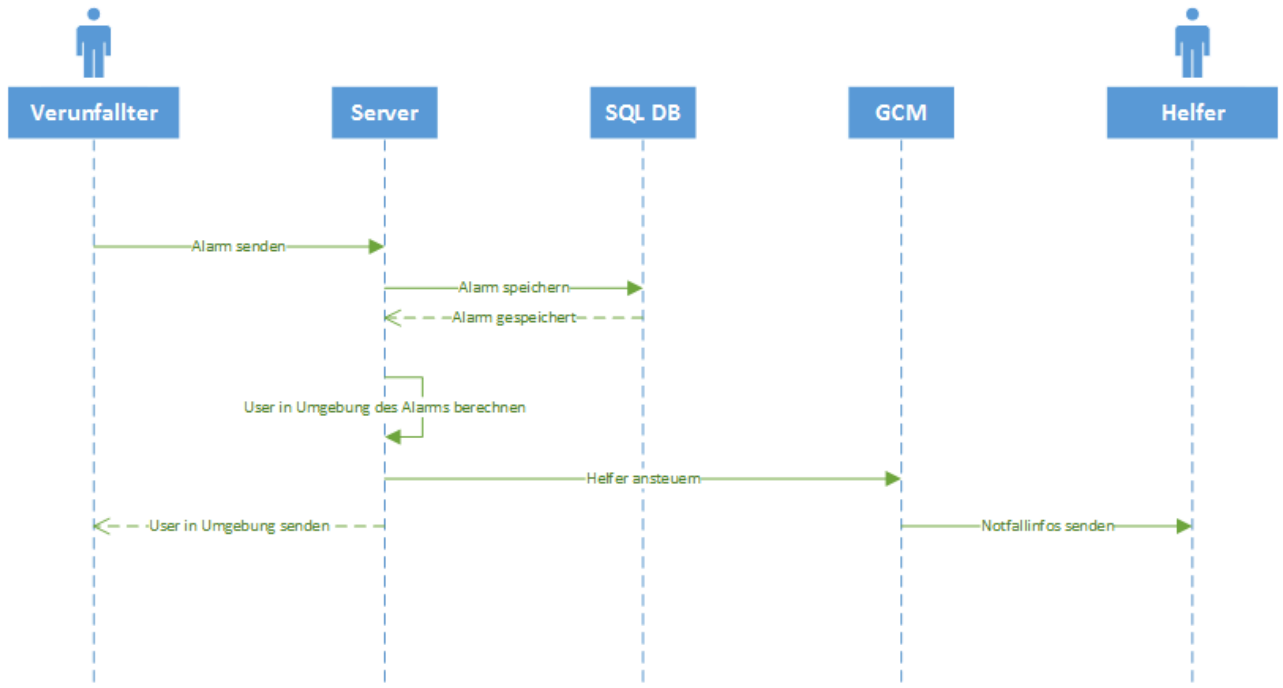 Verunfallter
Server
SQL DB
GCM
Helfer
Alarm senden
Alarm speichern
Alarm gespeichert
User in Umgebung des Alarms berechnen
Helfer ansteuern
User in Umgebung senden
Notfallinfos senden